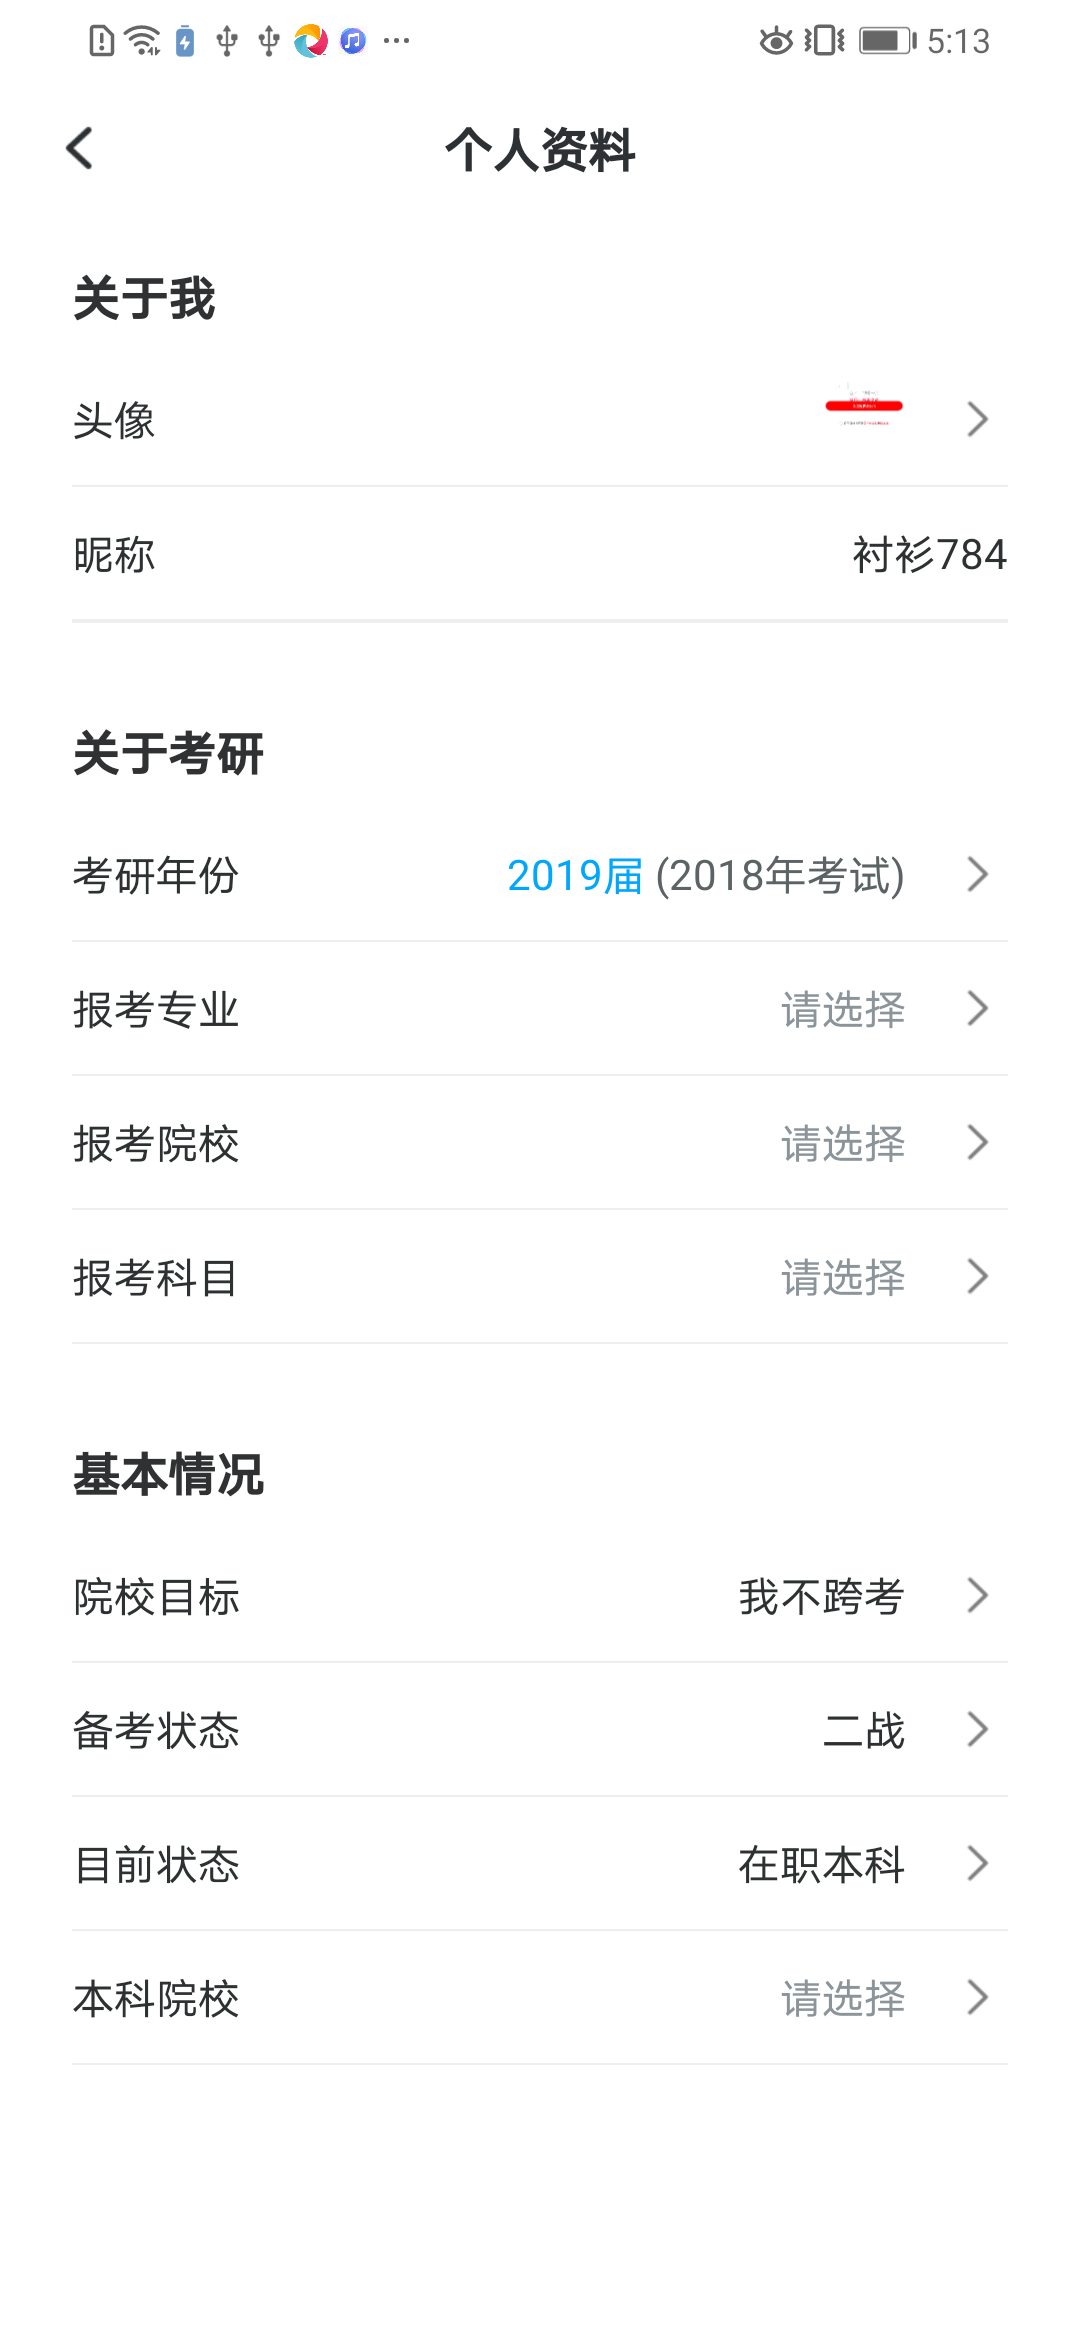 5:13
个人资料
关于我
头像
昵称 衬衫784
关于考研
考研年份 2019届 (2018年考试)
报考专业 请选择
报考院校 请选择
报考科目 请选择
基本情况
院校目标 我不跨考
备考状态 二战
目前状态 在职本科
本科院校 请选择